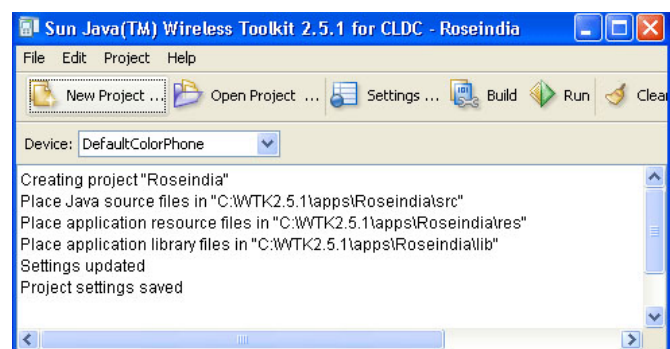 Sun Java(TM) Wireless Toolkit 2.5.1 for CLDC - Roseindia
File Edit Project Help
New Project ... Open Project ... Settings ... Build Run Clear
Device: DefaultColorPhone
Creating project "Roseindia"
Place Java source files in "C:\WTK2.5.1\apps\Roseindia\src"
Place application resource files in "C:\WTK2.5.1\apps\Roseindia\res"
Place application library files in "C:\WTK2.5.1\apps\Roseindia\lib"
Settings updated
Project settings saved